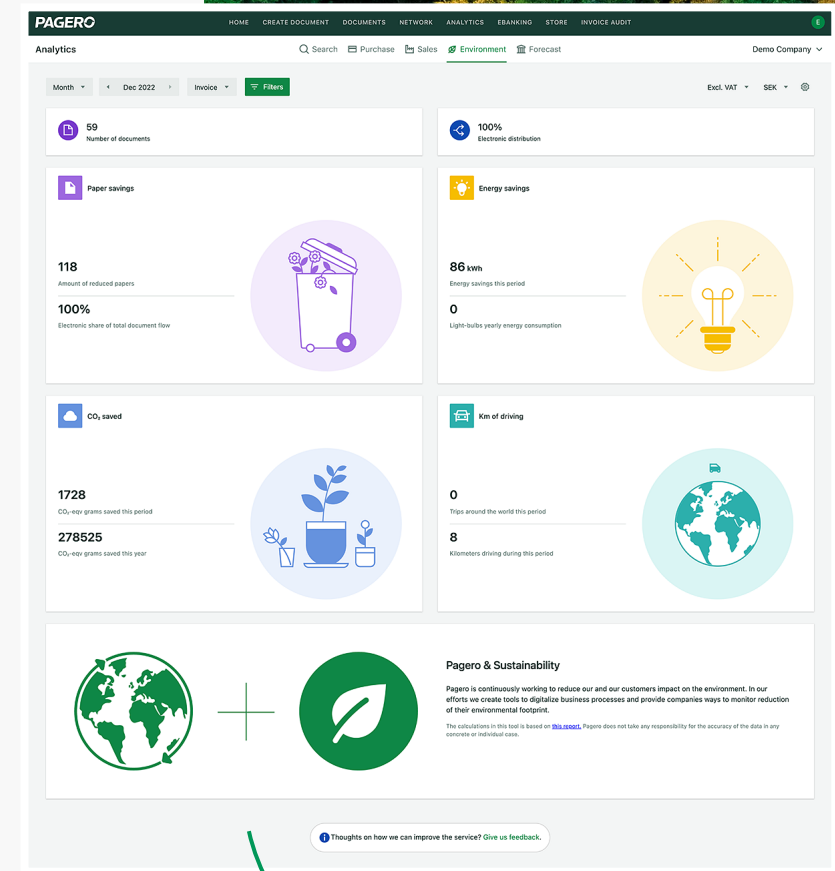 PAGERO
HOME CREATE DOCUMENT DOCUMENTS NETWORK ANALYTICS EBANKING STORE INVOICE AUDIT E
Analytics Search Purchase Sales Environment Forecast Demo Company
Month Dec 2022 Invoice Filters Excl. VAT SEK
59
Number of documents
100%
Electronic distribution
Paper savings
118
Amount of reduced papers
100%
Electronic share of total document flow
Energy savings
86 kWh
Energy savings this period
0
Light-bulbs yearly energy consumption
CO₂ saved
1728
CO₂-eqv grams saved this period
278525
CO₂-eqv grams saved this year
Km of driving
0
Trips around the world this period
8
Kilometers driving during this period
Pagero & Sustainability
Pagero is continuously working to reduce our and our customers impact on the environment. In our
efforts we create tools to digitalize business processes and provide companies ways to monitor reduction
of their environmental footprint.
The calculations in this tool is based on this report. Pagero does not take any responsibility for the accuracy of the data in any
concrete or individual case.
Thoughts on how we can improve the service? Give us feedback.